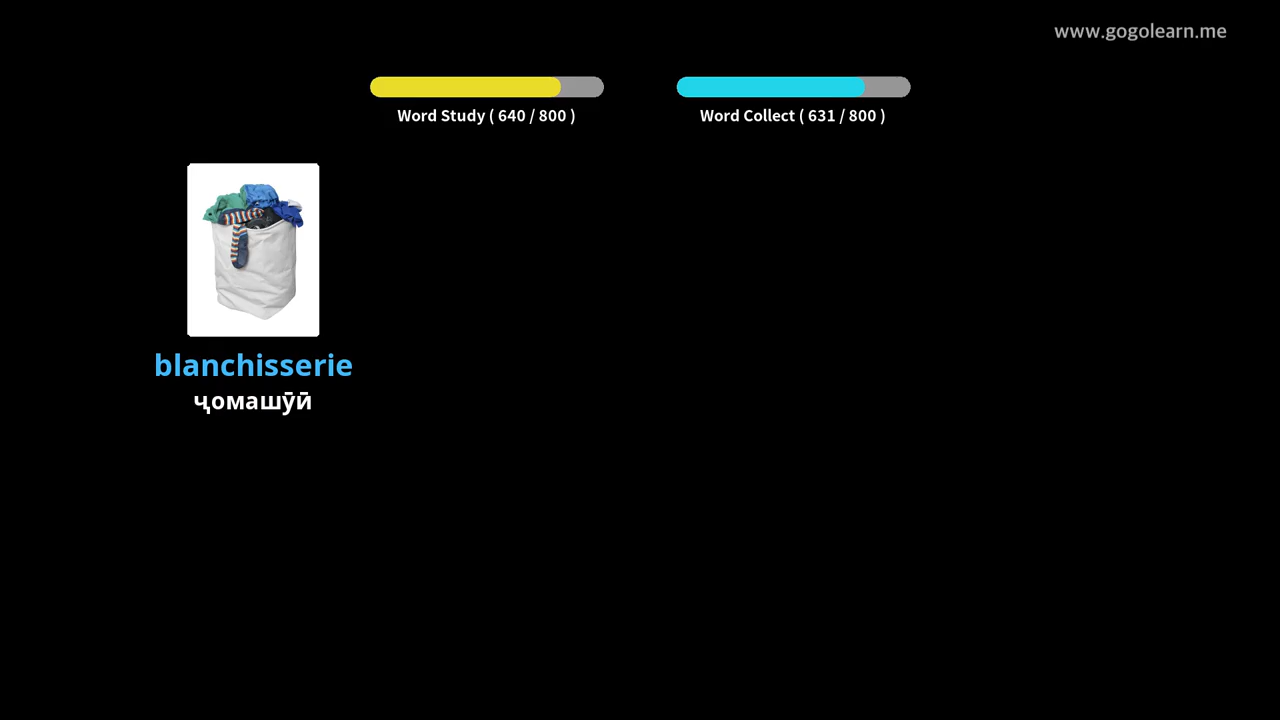 www.gogolearn.me
Word Study ( 640 / 800 )
Word Collect ( 631 / 800 )
blanchisserie
ҷомашӯӣ